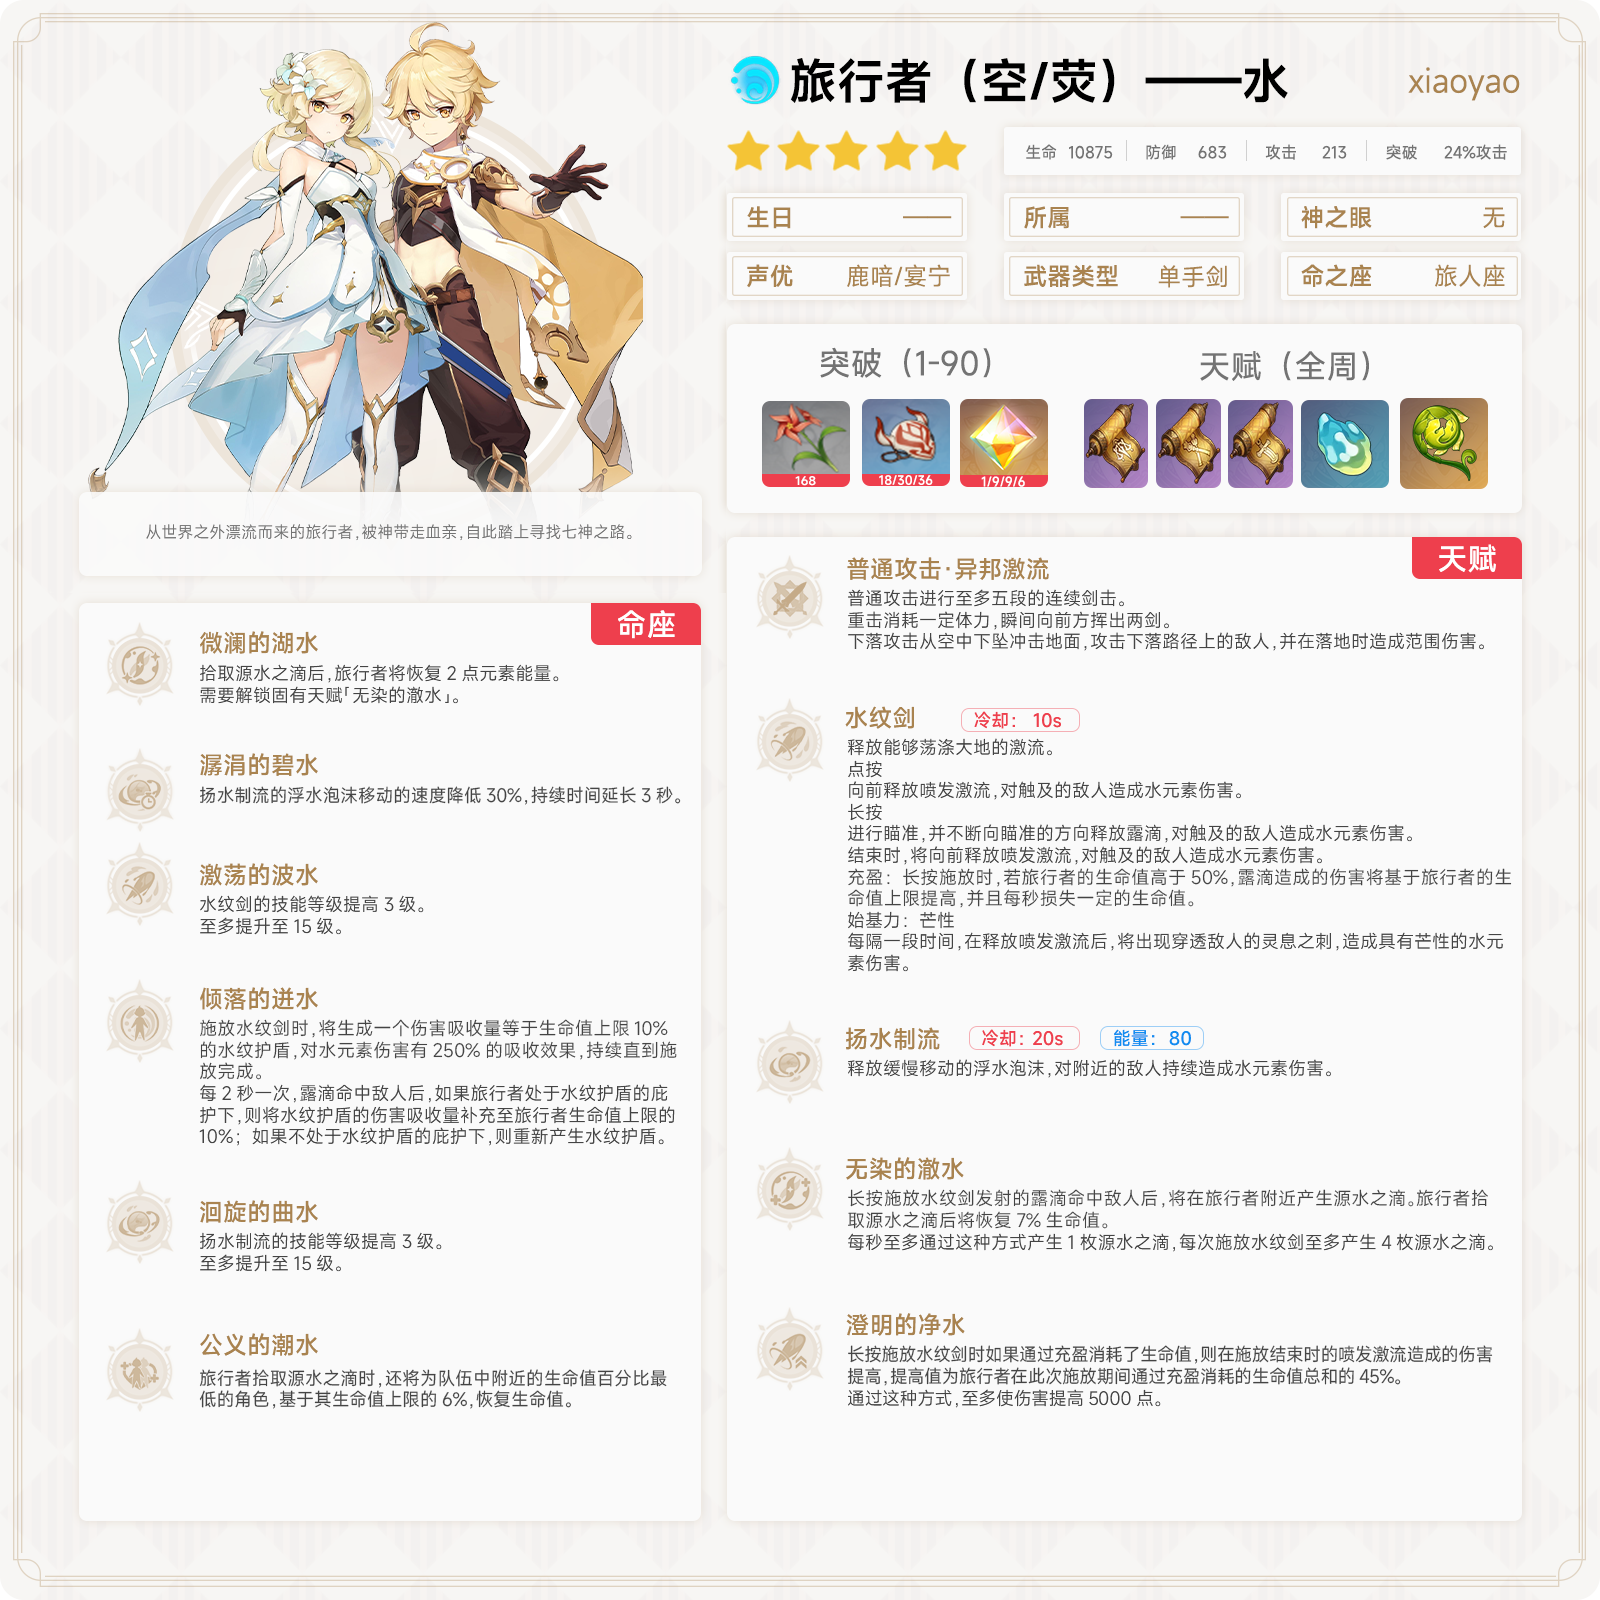 旅行者（空/荧）——水
xiaoyao
生命 10875 防御 683 攻击 213 突破 24%攻击
生日 ——
所属 ——
神之眼 无
声优 鹿喑/宴宁
武器类型 单手剑
命之座 旅人座
突破（1-90）
168
18/30/36
1/9/9/6
天赋（全周）
从世界之外漂流而来的旅行者,被神带走血亲,自此踏上寻找七神之路。
命座
微澜的湖水
拾取源水之滴后,旅行者将恢复 2 点元素能量。
需要解锁固有天赋「无染的澈水」。
潺涓的碧水
扬水制流的浮水泡沫移动的速度降低 30%,持续时间延长 3 秒。
激荡的波水
水纹剑的技能等级提高 3 级。
至多提升至 15 级。
倾落的迸水
施放水纹剑时,将生成一个伤害吸收量等于生命值上限 10%
的水纹护盾,对水元素伤害有 250% 的吸收效果,持续直到施
放完成。
每 2 秒一次,露滴命中敌人后,如果旅行者处于水纹护盾的庇
护下,则将水纹护盾的伤害吸收量补充至旅行者生命值上限的
10%；如果不处于水纹护盾的庇护下,则重新产生水纹护盾。
洄旋的曲水
扬水制流的技能等级提高 3 级。
至多提升至 15 级。
公义的潮水
旅行者拾取源水之滴时,还将为队伍中附近的生命值百分比最
低的角色,基于其生命值上限的 6%,恢复生命值。
天赋
普通攻击·异邦激流
普通攻击进行至多五段的连续剑击。
重击消耗一定体力,瞬间向前方挥出两剑。
下落攻击从空中下坠冲击地面,攻击下落路径上的敌人,并在落地时造成范围伤害。
水纹剑 冷却： 10s
释放能够荡涤大地的激流。
点按
向前释放喷发激流,对触及的敌人造成水元素伤害。
长按
进行瞄准,并不断向瞄准的方向释放露滴,对触及的敌人造成水元素伤害。
结束时,将向前释放喷发激流,对触及的敌人造成水元素伤害。
充盈：长按施放时,若旅行者的生命值高于 50%,露滴造成的伤害将基于旅行者的生
命值上限提高,并且每秒损失一定的生命值。
始基力：芒性
每隔一段时间,在释放喷发激流后,将出现穿透敌人的灵息之刺,造成具有芒性的水元
素伤害。
扬水制流 冷却：20s 能量：80
释放缓慢移动的浮水泡沫,对附近的敌人持续造成水元素伤害。
无染的澈水
长按施放水纹剑发射的露滴命中敌人后,将在旅行者附近产生源水之滴。旅行者拾
取源水之滴后将恢复 7% 生命值。
每秒至多通过这种方式产生 1 枚源水之滴,每次施放水纹剑至多产生 4 枚源水之滴。
澄明的净水
长按施放水纹剑时如果通过充盈消耗了生命值,则在施放结束时的喷发激流造成的伤害
提高,提高值为旅行者在此次施放期间通过充盈消耗的生命值总和的 45%。
通过这种方式,至多使伤害提高 5000 点。